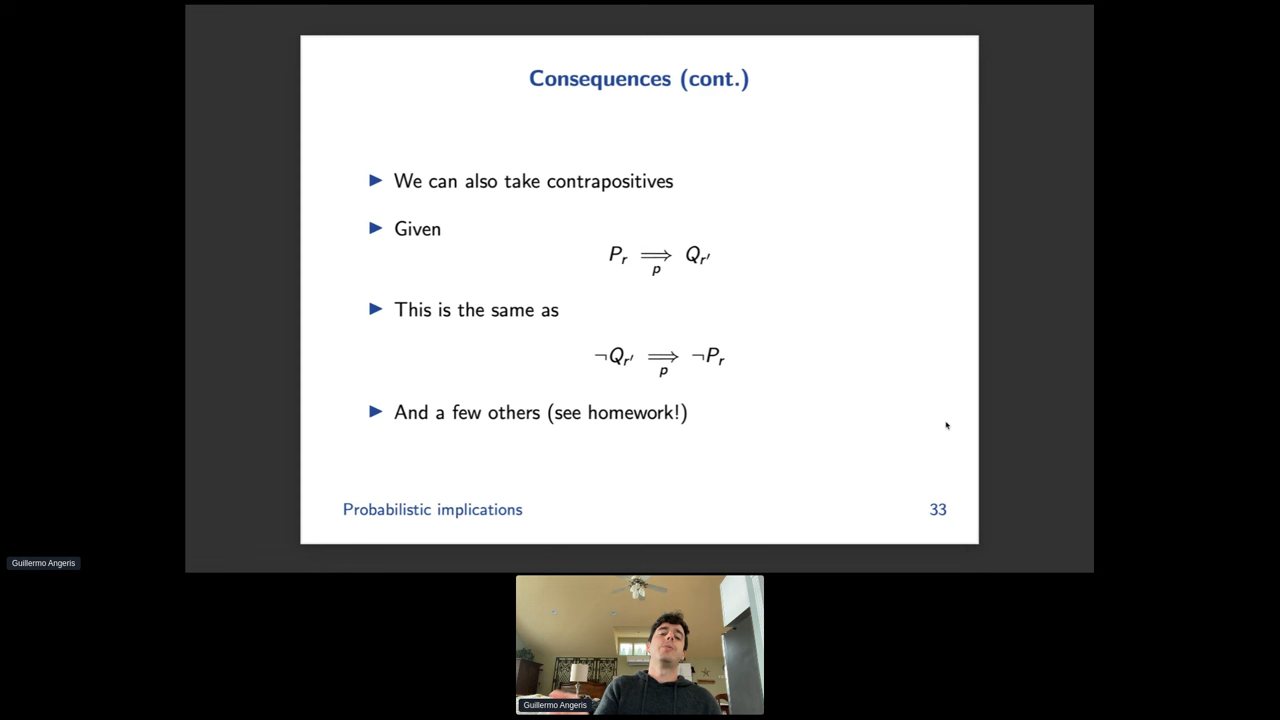 Consequences (cont.)
▶ We can also take contrapositives
▶ Given
P_r ⟹_p Q_r′
▶ This is the same as
¬Q_r′ ⟹_p ¬P_r
▶ And a few others (see homework!)
Probabilistic implications 33
Guillermo Angeris
Guillermo Angeris